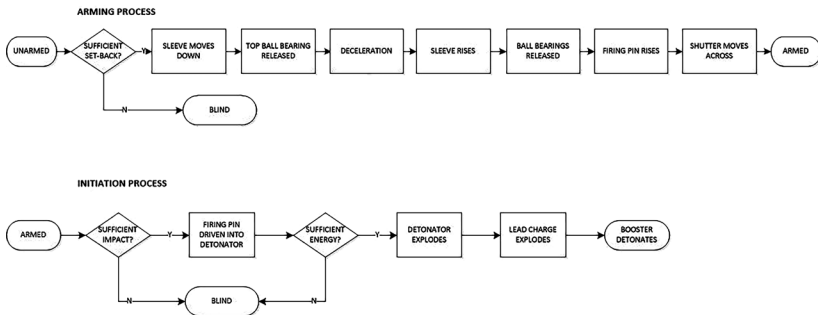 ARMING PROCESS
UNARMED
SUFFICIENT
SET-BACK?
Y
SLEEVE MOVES
DOWN
TOP BALL BEARING
RELEASED
DECELERATION
SLEEVE RISES
BALL BEARINGS
RELEASED
FIRING PIN RISES
SHUTTER MOVES
ACROSS
ARMED
N
BLIND
INITIATION PROCESS
ARMED
SUFFICIENT
IMPACT?
Y
FIRING PIN
DRIVEN INTO
DETONATOR
SUFFICIENT
ENERGY?
Y
DETONATOR
EXPLODES
LEAD CHARGE
EXPLODES
BOOSTER
DETONATES
N
BLIND
N